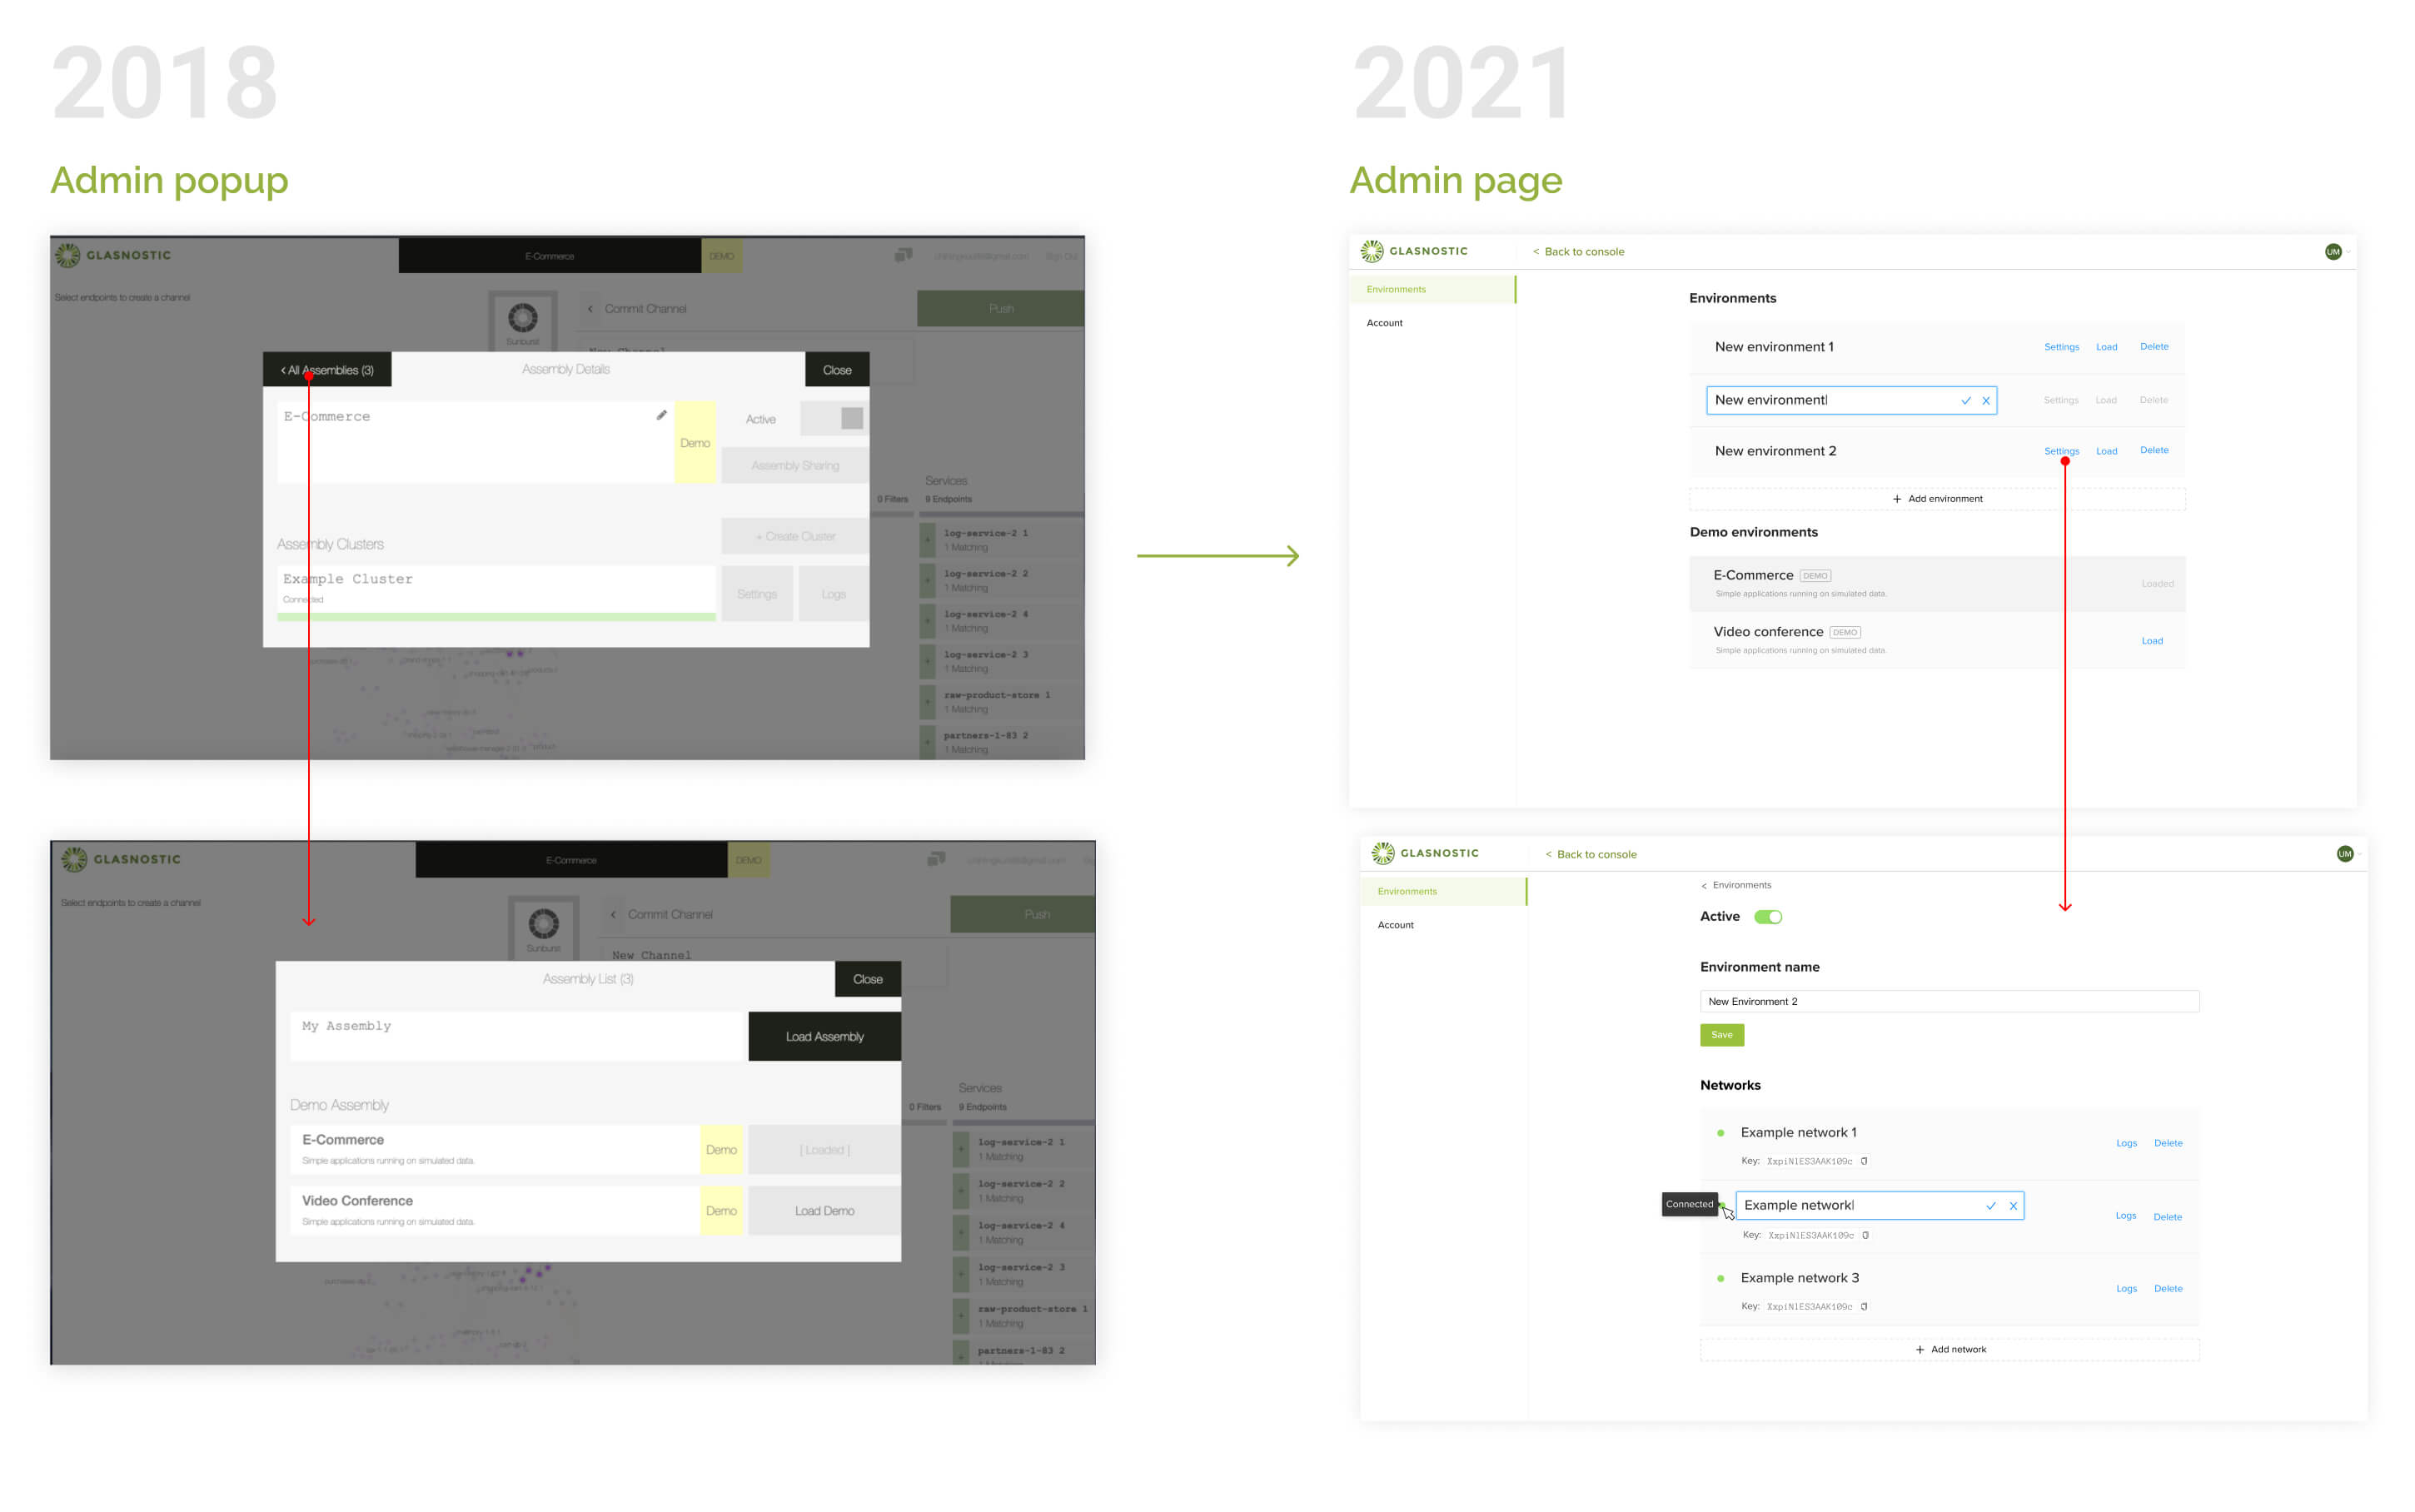 2018
Admin popup
GLASNOSTIC
E-Commerce
DEMO
Sign Out
Select endpoints to create a channel
Sunburst
< Commit Channel
Push
New Channel
< All Assemblies (3)
Assembly Details
Close
E-Commerce
Demo
Active
Assembly Sharing
Assembly Clusters
+ Create Cluster
Example Cluster
Connected
Settings
Logs
Services
0 Filters
9 Endpoints
log-service-2 1
1 Matching
log-service-2 2
1 Matching
log-service-2 4
1 Matching
log-service-2 3
1 Matching
raw-product-store 1
1 Matching
partners-1-83 2
1 Matching
GLASNOSTIC
E-Commerce
DEMO
Select endpoints to create a channel
Sunburst
< Commit Channel
Push
New Channel
Assembly List (3)
Close
My Assembly
Load Assembly
Demo Assembly
E-Commerce
Simple applications running on simulated data.
Demo
[ Loaded ]
Video Conference
Simple applications running on simulated data.
Demo
Load Demo
Services
0 Filters
9 Endpoints
log-service-2 1
1 Matching
log-service-2 2
1 Matching
log-service-2 4
1 Matching
log-service-2 3
1 Matching
raw-product-store 1
1 Matching
partners-1-83 2
2021
Admin page
GLASNOSTIC
< Back to console
UM
Environments
Account
Environments
New environment 1
Settings Load Delete
New environment
Settings Load Delete
New environment 2
Settings Load Delete
+ Add environment
Demo environments
E-Commerce DEMO
Simple applications running on simulated data.
Loaded
Video conference DEMO
Simple applications running on simulated data.
Load
GLASNOSTIC
< Back to console
UM
Environments
Account
< Environments
Active
Environment name
New Environment 2
Save
Networks
Example network 1
Key: XxpiNlES3AAK109c
Logs Delete
Connected
Example network
Key: XxpiNlES3AAK109c
Logs Delete
Example network 3
Key: XxpiNlES3AAK109c
Logs Delete
+ Add network